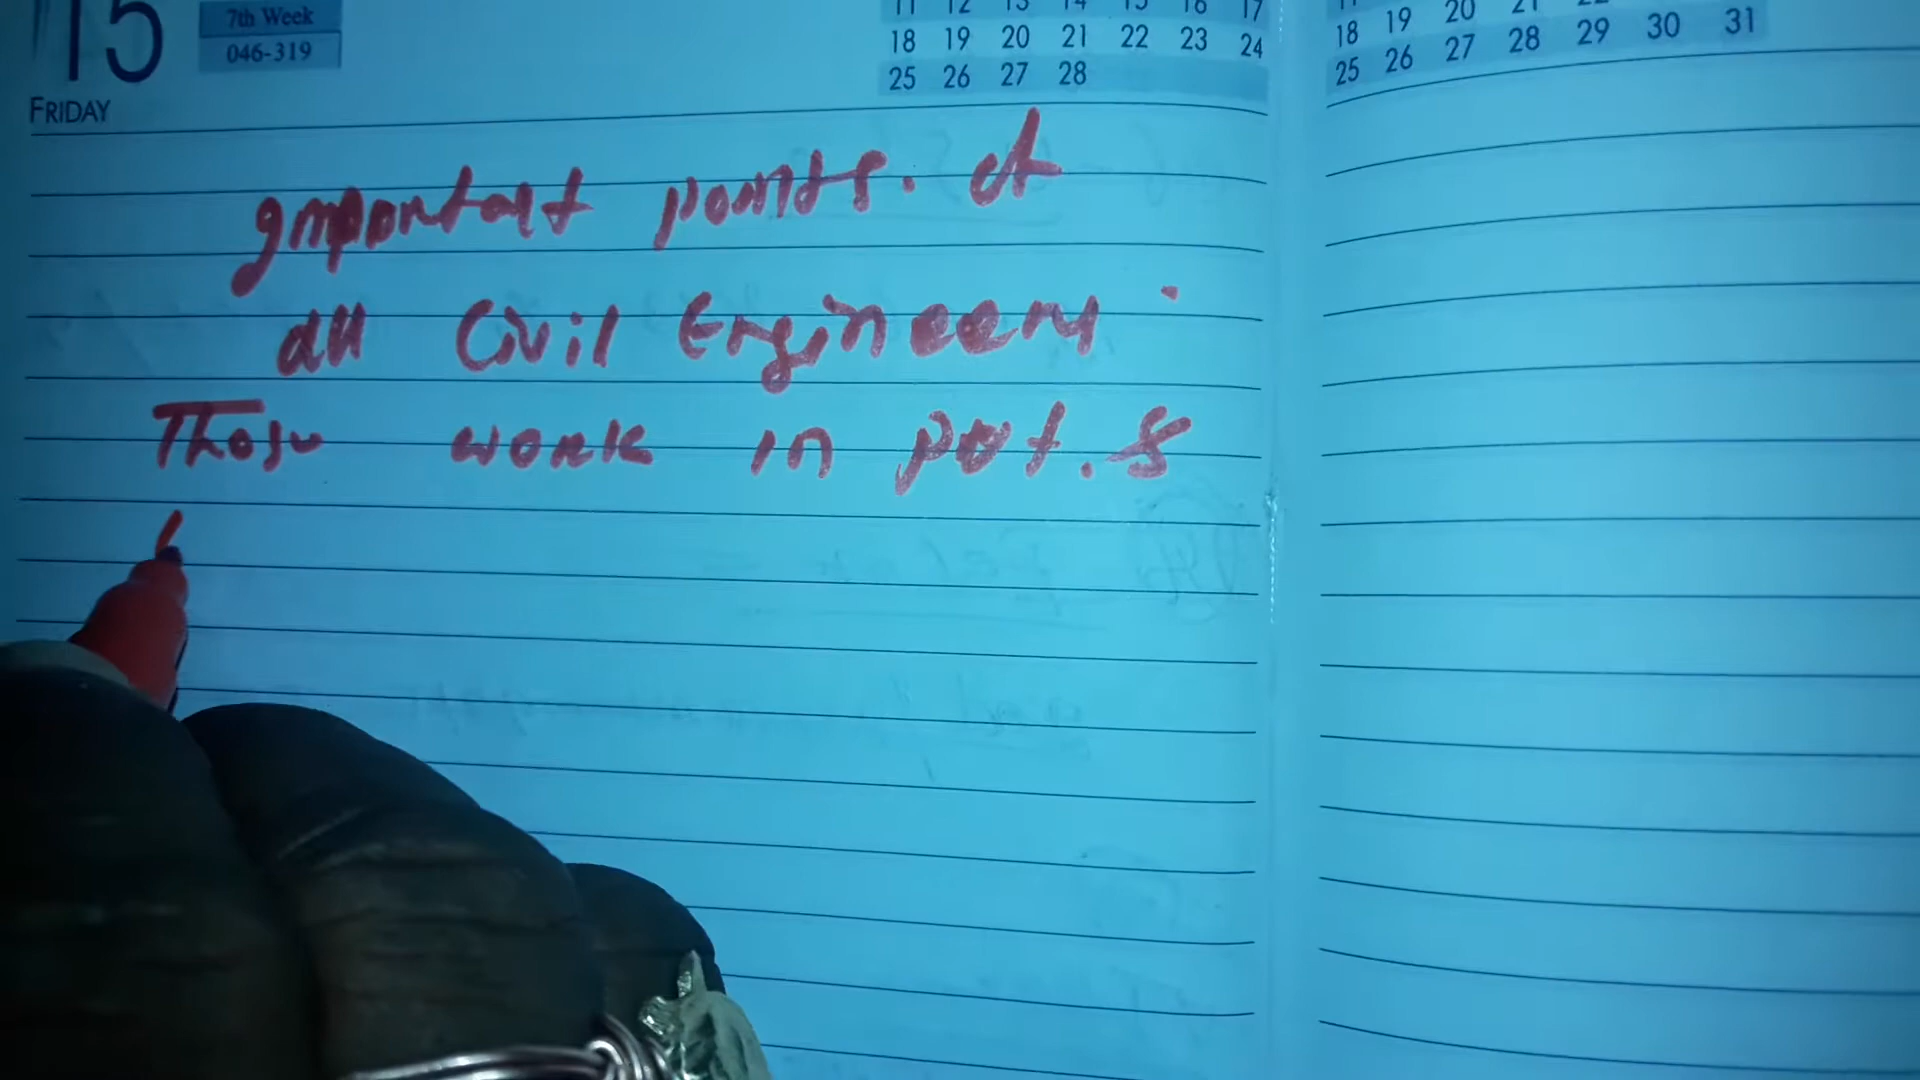 15
7th Week
046-319
FRIDAY
11 12 13 14 15 16 17
18 19 20 21 22 23 24
25 26 27 28
18 19 20 21 22
25 26 27 28 29 30 31
Important points. of
all Civil Engineers
Those work in pvt. &